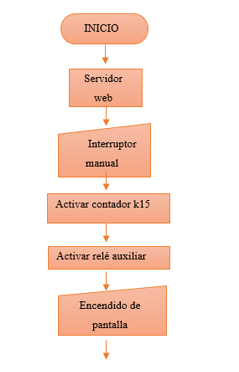 INICIO
Servidor
web
Interruptor
manual
Activar contador k15
Activar relé auxiliar
Encendido de
pantalla